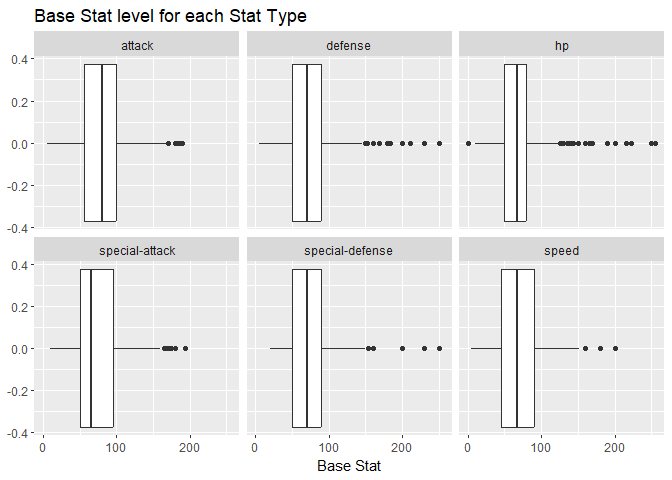 Base Stat level for each Stat Type
attack defense hp
0.4
0.2
0.0
-0.2
-0.4
special-attack special-defense speed
0.4
0.2
0.0
-0.2
-0.4
0 100 200 0 100 200 0 100 200
Base Stat